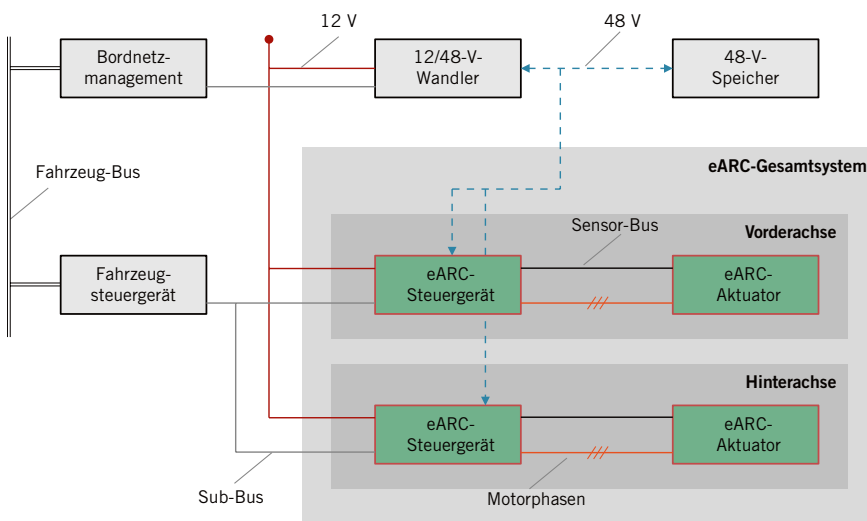 12 V
48 V
Bordnetz-
management
12/48-V-
Wandler
48-V-
Speicher
Fahrzeug-Bus
eARC-Gesamtsystem
Vorderachse
Sensor-Bus
Fahrzeug-
steuergerät
eARC-
Steuergerät
eARC-
Aktuator
Hinterachse
eARC-
Steuergerät
eARC-
Aktuator
Sub-Bus
Motorphasen